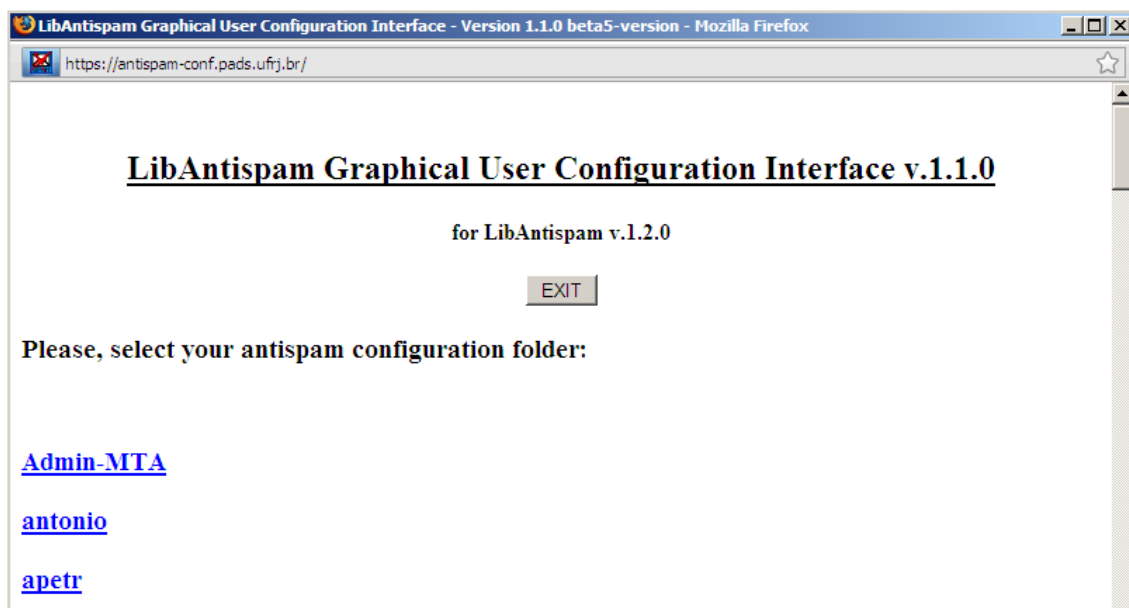 LibAntispam Graphical User Configuration Interface - Version 1.1.0 beta5-version - Mozilla Firefox
https://antispam-conf.pads.ufrj.br/
LibAntispam Graphical User Configuration Interface v.1.1.0
for LibAntispam v.1.2.0
EXIT
Please, select your antispam configuration folder:
Admin-MTA
antonio
apetr